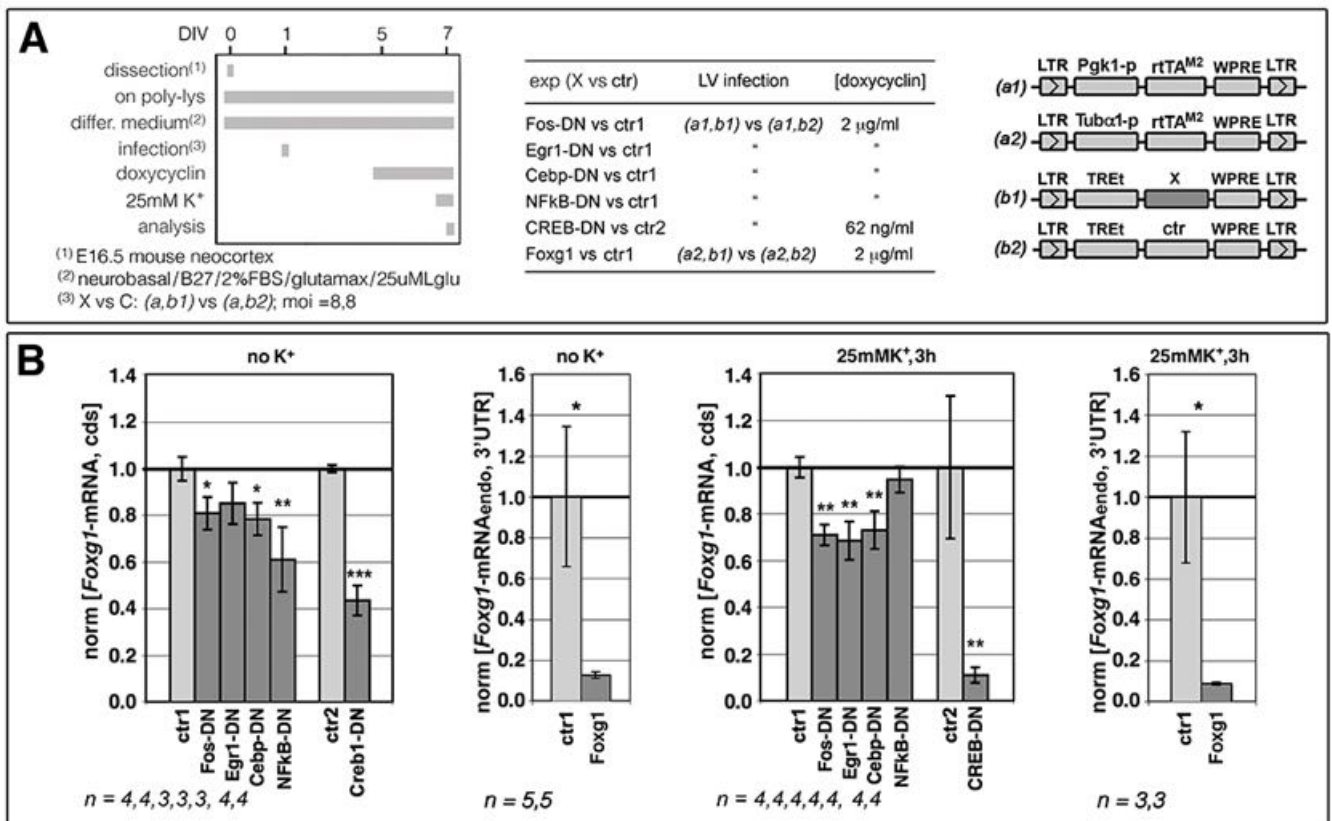 A
DIV 0 1 5 7
dissection(1)
on poly-lys
differ. medium(2)
infection(3)
doxycyclin
25mM K+
analysis
(1) E16.5 mouse neocortex
(2) neurobasal/B27/2%FBS/glutamax/25uMLglu
(3) X vs C: (a,b1) vs (a,b2); moi =8,8
exp (X vs ctr) LV infection [doxycyclin]
Fos-DN vs ctr1 (a1,b1) vs (a1,b2) 2 μg/ml
Egr1-DN vs ctr1 " "
Cebp-DN vs ctr1 " "
NFkB-DN vs ctr1 " "
CREB-DN vs ctr2 " 62 ng/ml
Foxg1 vs ctr1 (a2,b1) vs (a2,b2) 2 μg/ml
LTR Pgk1-p rtTAM2 WPRE LTR
(a1)
LTR Tubα1-p rtTAM2 WPRE LTR
(a2)
LTR TREt X WPRE LTR
(b1)
LTR TREt ctr WPRE LTR
(b2)
B
no K+
norm [Foxg1-mRNA, cds]
1.4
1.2
1.0
0.8
0.6
0.4
0.2
0.0
* * ** ***
ctr1 Fos-DN Egr1-DN Cebp-DN NFkB-DN ctr2 Creb1-DN
n = 4,4,3,3,3, 4,4
no K+
norm [Foxg1-mRNAendo, 3'UTR]
1.6
1.4
1.2
1.0
0.8
0.6
0.4
0.2
0.0
*
ctr1 Foxg1
n = 5,5
25mMK+,3h
norm [Foxg1-mRNA, cds]
1.4
1.2
1.0
0.8
0.6
0.4
0.2
0.0
** ** ** **
ctr1 Fos-DN Egr1-DN Cebp-DN NFkB-DN ctr2 CREB-DN
n = 4,4,4,4,4, 4,4
25mMK+,3h
norm [Foxg1-mRNAendo, 3'UTR]
1.6
1.4
1.2
1.0
0.8
0.6
0.4
0.2
0.0
*
ctr1 Foxg1
n = 3,3